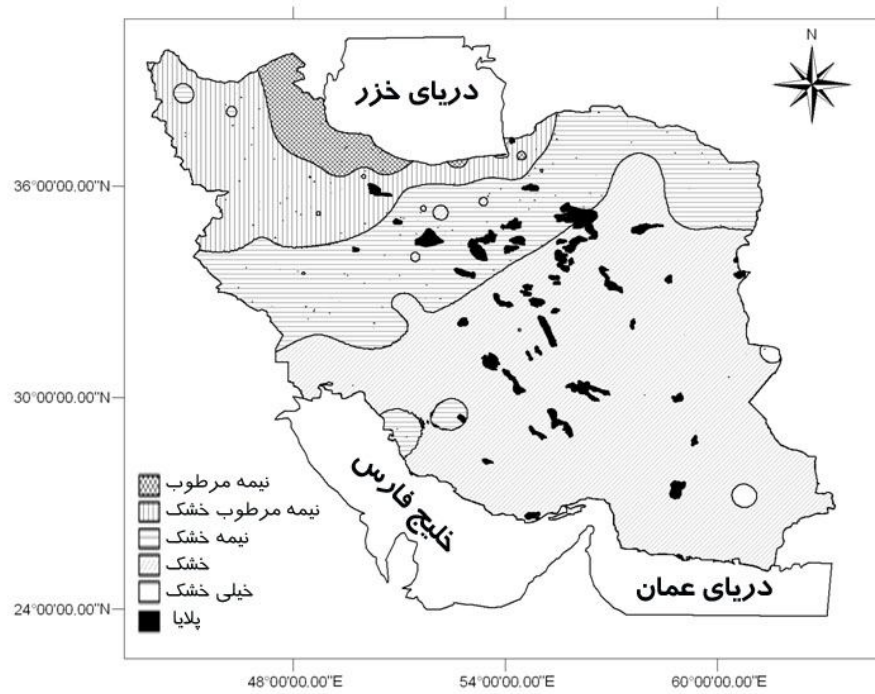 N
دریای خزر
36°00'00.00"N
30°00'00.00"N
خلیج فارس
دریای عمان
نیمه مرطوب
نیمه مرطوب خشک
نیمه خشک
خشک
خیلی خشک
پلایا
24°00'00.00"N
48°00'00.00"E
54°00'00.00"E
60°00'00.00"E